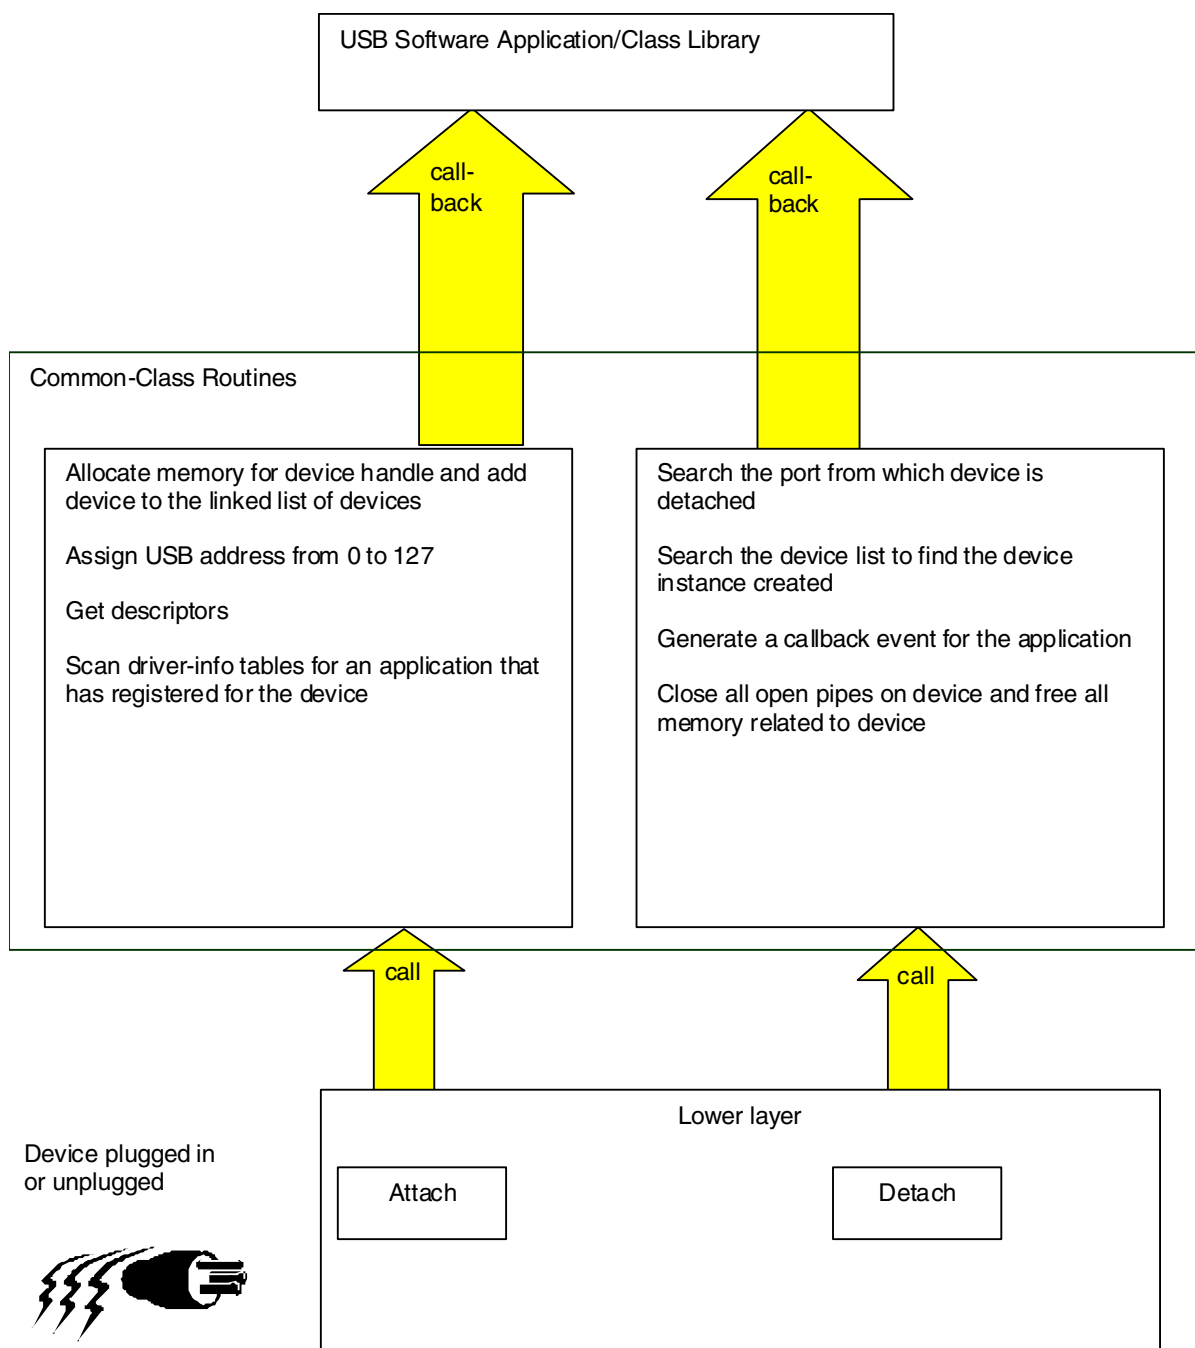 USB Software Application/Class Library
call-
back
call-
back
Common-Class Routines
Allocate memory for device handle and add
device to the linked list of devices
Assign USB address from 0 to 127
Get descriptors
Scan driver-info tables for an application that
has registered for the device
Search the port from which device is
detached
Search the device list to find the device
instance created
Generate a callback event for the application
Close all open pipes on device and free all
memory related to device
call
call
Lower layer
Device plugged in
or unplugged
Attach
Detach